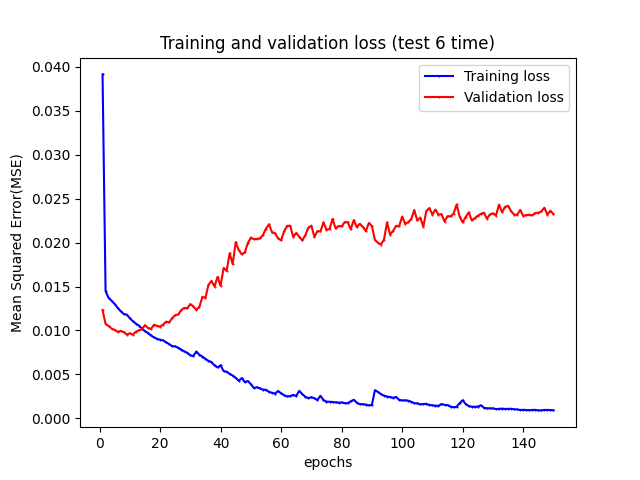 Training and validation loss (test 6 time)
Training loss
Validation loss
Mean Squared Error(MSE)
0.040
0.035
0.030
0.025
0.020
0.015
0.010
0.005
0.000
0 20 40 60 80 100 120 140
epochs